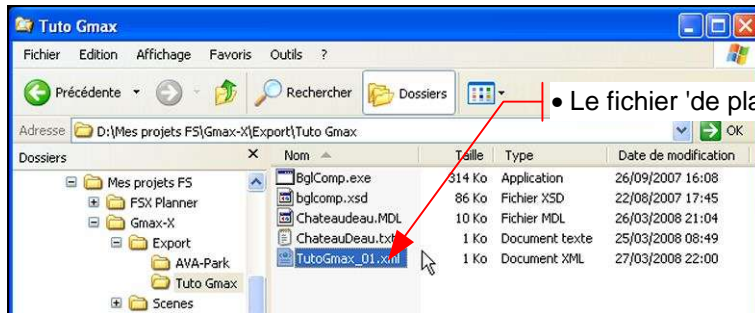 Tuto Gmax
Fichier Edition Affichage Favoris Outils ?
Précédente Rechercher Dossiers
• Le fichier 'de pla
Adresse D:\Mes projets FS\Gmax-X\Export\Tuto Gmax OK
Dossiers × Nom Taille Type Date de modification
Mes projets FS BglComp.exe 314 Ko Application 26/09/2007 16:08
FSX Planner bglcomp.xsd 86 Ko Fichier XSD 22/08/2007 17:45
Gmax-X Chateaudeau.MDL 10 Ko Fichier MDL 26/03/2008 21:04
Export ChateauDeau.txt 1 Ko Document texte 25/03/2008 08:49
AVA-Park TutoGmax_01.xml 1 Ko Document XML 27/03/2008 22:00
Tuto Gmax
Scenes